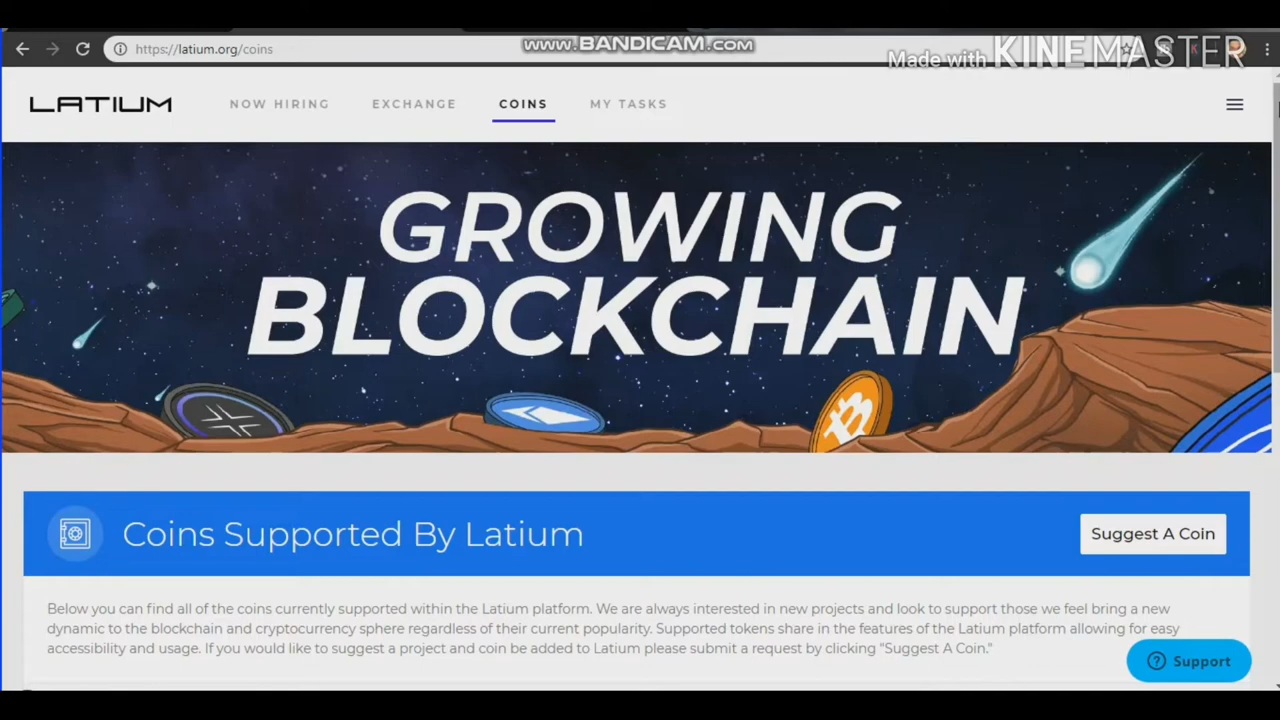 https://latium.org/coins
www.BANDICAM.com
Made with KINEMASTER
LATIUM
NOW HIRING
EXCHANGE
COINS
MY TASKS
GROWING
BLOCKCHAIN
Coins Supported By Latium
Suggest A Coin
Below you can find all of the coins currently supported within the Latium platform. We are always interested in new projects and look to support those we feel bring a new
dynamic to the blockchain and cryptocurrency sphere regardless of their current popularity. Supported tokens share in the features of the Latium platform allowing for easy
accessibility and usage. If you would like to suggest a project and coin be added to Latium please submit a request by clicking "Suggest A Coin."
Support